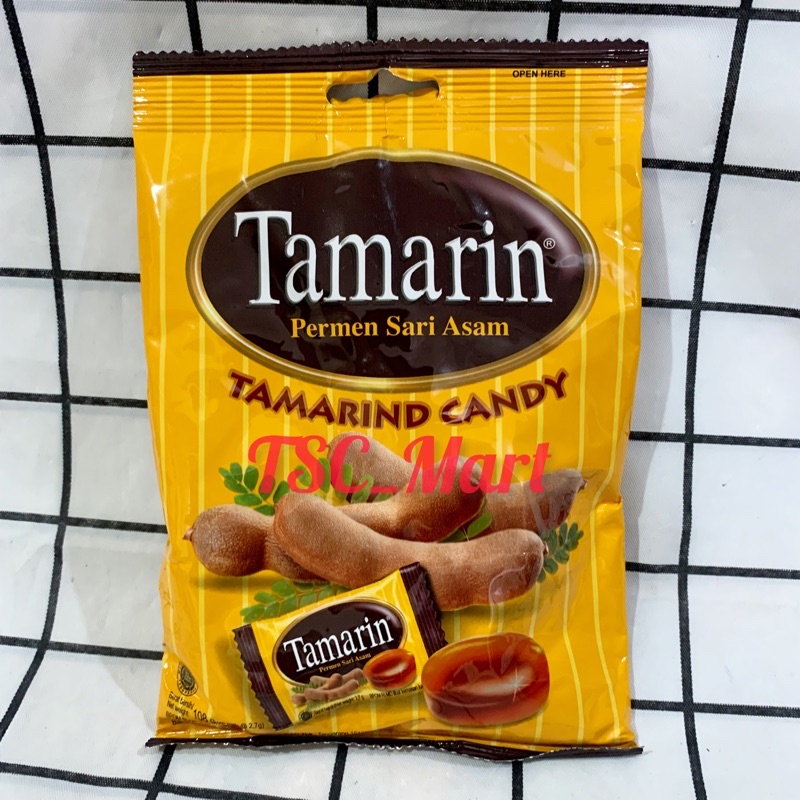 OPEN HERE
Tamarin®
Permen Sari Asam
TAMARIND CANDY
TSC_Mart
Tamarin
Permen Sari Asam